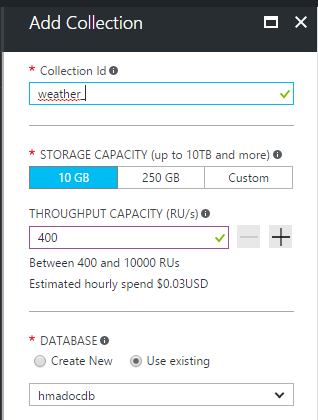 Add Collection
* Collection Id
weather_
* STORAGE CAPACITY (up to 10TB and more)
10 GB 250 GB Custom
THROUGHPUT CAPACITY (RU/s)
400
Between 400 and 10000 RUs
Estimated hourly spend $0.03USD
* DATABASE
Create New Use existing
hmadocdb